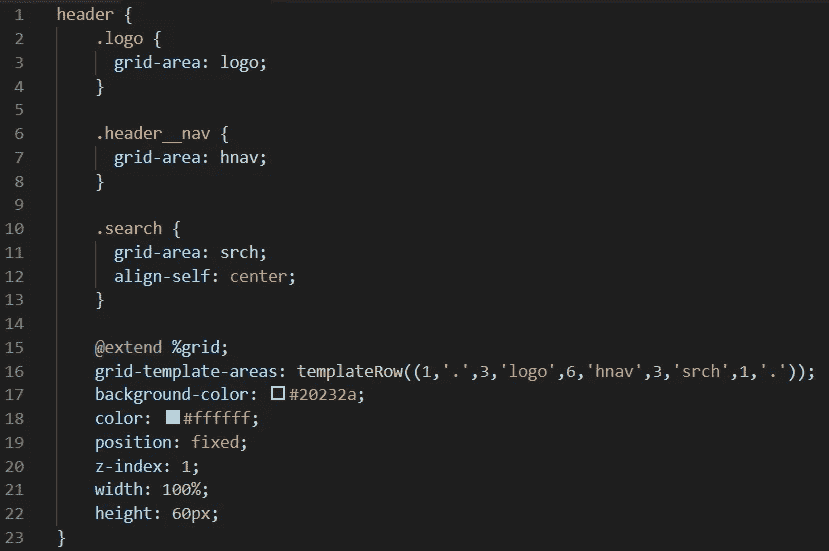 1 header {
2 .logo {
3 grid-area: logo;
4 }
5
6 .header__nav {
7 grid-area: hnav;
8 }
9
10 .search {
11 grid-area: srch;
12 align-self: center;
13 }
14
15 @extend %grid;
16 grid-template-areas: templateRow((1,'.',3,'logo',6,'hnav',3,'srch',1,'.'));
17 background-color: #20232a;
18 color: #ffffff;
19 position: fixed;
20 z-index: 1;
21 width: 100%;
22 height: 60px;
23 }